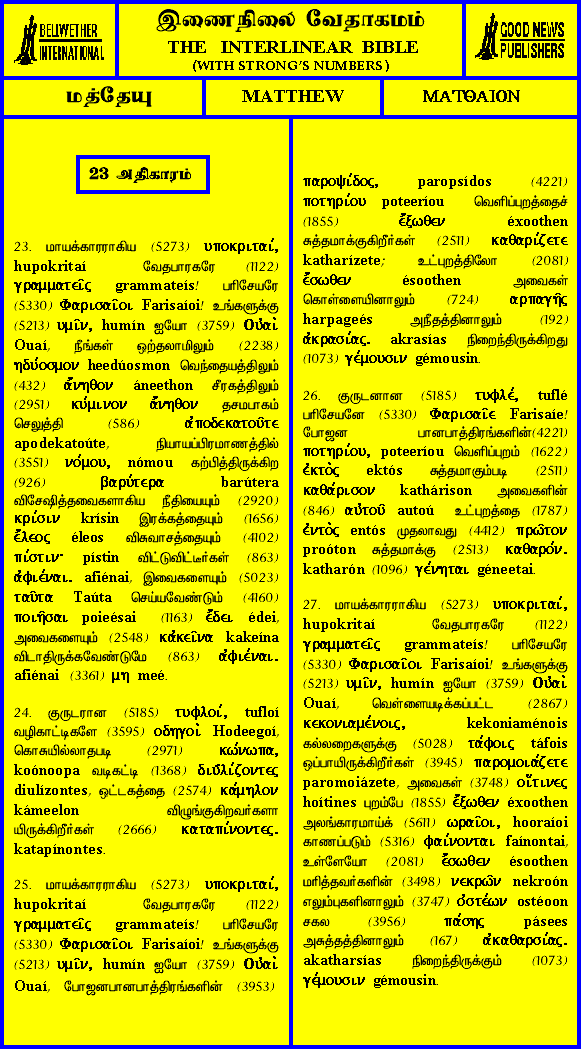 BELLWETHER
INTERNATIONAL
இணைநிலை வேதாகமம்
THE INTERLINEAR BIBLE
(WITH STRONG'S NUMBERS)
GOOD NEWS
PUBLISHERS
மத்தேயு
MATTHEW
ΜΑΤΘΑΙΟΝ
23 அதிகாரம்
23. மாயக்காரராகிய (5273) υποκριταί,
hupokritaí வேதபாரகரே (1122)
γραμματεῖς grammateís! பரிசேயரே
(5330) Φαρισαῖοι Farisaíoi! உங்களுக்கு
(5213) υμῖν, humín ஐயோ (3759) Οὐαὶ
Ouaí, நீங்கள் ஒற்தலாமிலும் (2238)
ηδύοσμον heedúosmon வெந்தையத்திலும்
(432) ἄνηθον áneethon சீரகத்திலும்
(2951) κύμινον ἄνηθον தசமபாகம்
செலுத்தி (586) ἀποδεκατοῦτε
apodekatoúte, நியாயப்பிரமாணத்தில்
(3551) νόμου, nómou கற்பித்திருக்கிற
(926) βαρύτερα barútera
விசேஷித்தவைகளாகிய நீதியையும் (2920)
κρίσιν krísin இரக்கத்தையும் (1656)
ἔλεος éleos விசுவாசத்தையும் (4102)
πίστιν· pístin விட்டுவிட்டீர்கள் (863)
ἀφιέναι. afiénai, இவைகளையும் (5023)
ταῦτα Taúta செய்யவேண்டும் (4160)
ποιῆσαι poieésai (1163) ἔδει édei,
அவைகளையும் (2548) κἀκεῖνα kakeína
விடாதிருக்கவேண்டுமே (863) ἀφιέναι.
afiénai (3361) μη meé.
24. குருடரான (5185) τυφλοί, tufloí
வழிகாட்டிகளே (3595) οδηγοὶ Hodeegoí,
கொசுயில்லாதபடி (2971) κώνωπα,
koónoopa வடிகட்டி (1368) διϋλίζοντες
diulízontes, ஒட்டகத்தை (2574) κάμηλον
kámeelon விழுங்குகிறவர்களா
யிருக்கிறீர்கள் (2666) καταπίνοντες.
katapínontes.
25. மாயக்காரராகிய (5273) υποκριταί,
hupokritaí வேதபாரகரே (1122)
γραμματεῖς grammateís! பரிசேயரே
(5330) Φαρισαῖοι Farisaíoi! உங்களுக்கு
(5213) υμῖν, humín ஐயோ (3759) Οὐαὶ
Ouaí, போஜனபானபாத்திரங்களின் (3953)
παροψίδος, paropsídos (4221)
ποτηρίου poteeríou வெளிப்புறத்தைச்
(1855) ἔξωθεν éxoothen
சுத்தமாக்குகிறீர்கள் (2511) καθαρίζετε
katharízete; உட்புறத்திலோ (2081)
ἔσωθεν ésoothen அவைகள்
கொள்ளையினாலும் (724) αρπαγῆς
harpageés அநீதத்தினாலும் (192)
ἀκρασίας. akrasías நிறைந்திருக்கிறது
(1073) γέμουσιν gémousin.
26. குருடனான (5185) τυφλέ, tuflé
பரிசேயனே (5330) Φαρισαῖε Farisaíe!
போஜன பானபாத்திரங்களின்(4221)
ποτηρίου, poteeríou வெளிப்புறம் (1622)
ἐκτὸς ektós சுத்தமாகும்படி (2511)
καθάρισον kathárison அவைகளின்
(846) αὐτοῦ autoú உட்புறத்தை (1787)
ἐντὸς entós முதலாவது (4412) πρῶτον
proóton சுத்தமாக்கு (2513) καθαρόν.
katharón (1096) γένηται géneetai.
27. மாயக்காரராகிய (5273) υποκριταί,
hupokritaí வேதபாரகரே (1122)
γραμματεῖς grammateís! பரிசேயரே
(5330) Φαρισαῖοι Farisaíoi! உங்களுக்கு
(5213) υμῖν, humín ஐயோ (3759) Οὐαὶ
Ouaí, வெள்ளையடிக்கப்பட்ட (2867)
κεκονιαμένοις, kekoniaménois
கல்லறைகளுக்கு (5028) τάφοις táfois
ஒப்பாயிருக்கிறீர்கள் (3945) παρομοιάζετε
paromoiázete, அவைகள் (3748) οἵτινες
hoítines புறம்பே (1855) ἔξωθεν éxoothen
அலங்காரமாய்க் (5611) ωραῖοι, hooraíoi
காணப்படும் (5316) φαίνονται faínontai,
உள்ளேயோ (2081) ἔσωθεν ésoothen
மரித்தவர்களின் (3498) νεκρῶν nekroón
எலும்புகளினாலும் (3747) ὀστέων ostéoon
சகல (3956) πάσης pásees
அசுத்தத்தினாலும் (167) ἀκαθαρσίας.
akatharsías நிறைந்திருக்கும் (1073)
γέμουσιν gémousin.